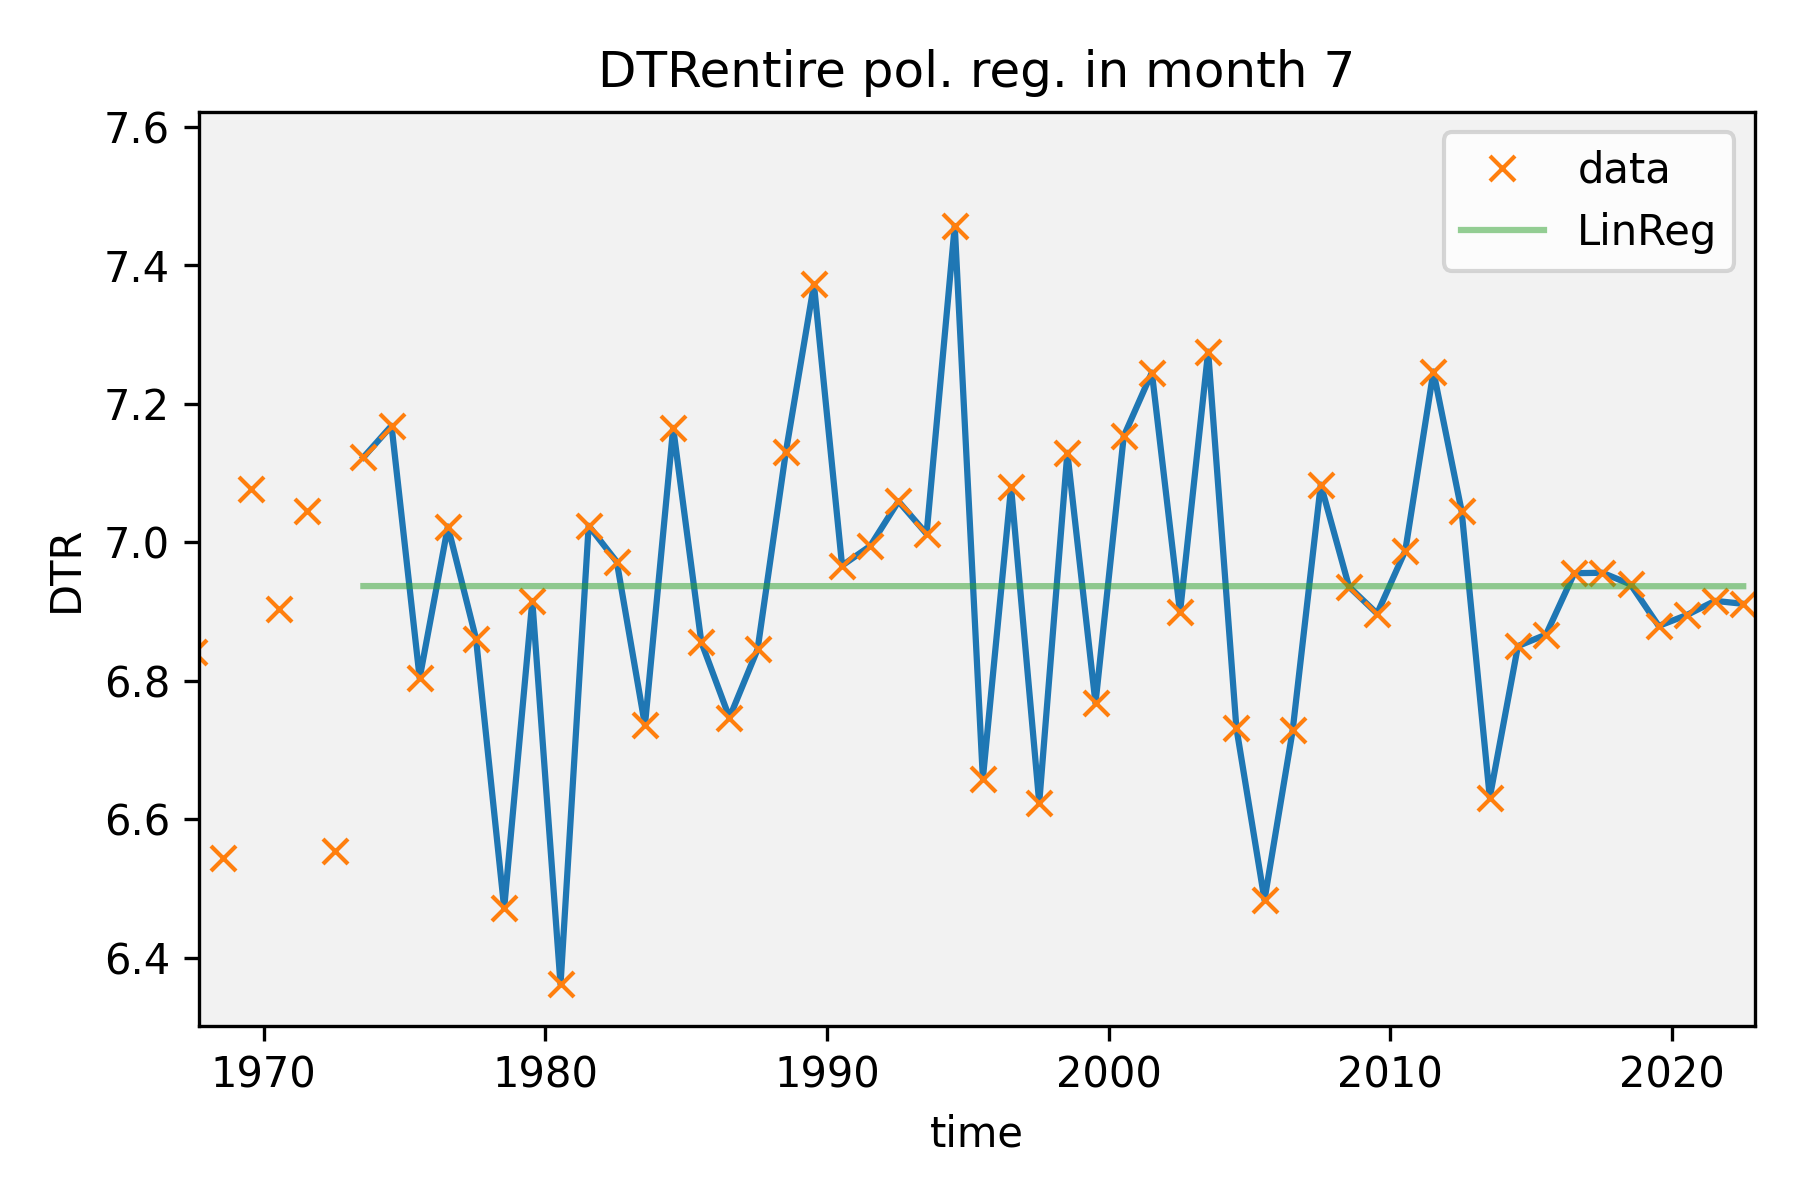 DTRentire pol. reg. in month 7
7.6
7.4
7.2
7.0
6.8
6.6
6.4
DTR
data
LinReg
1970 1980 1990 2000 2010 2020
time